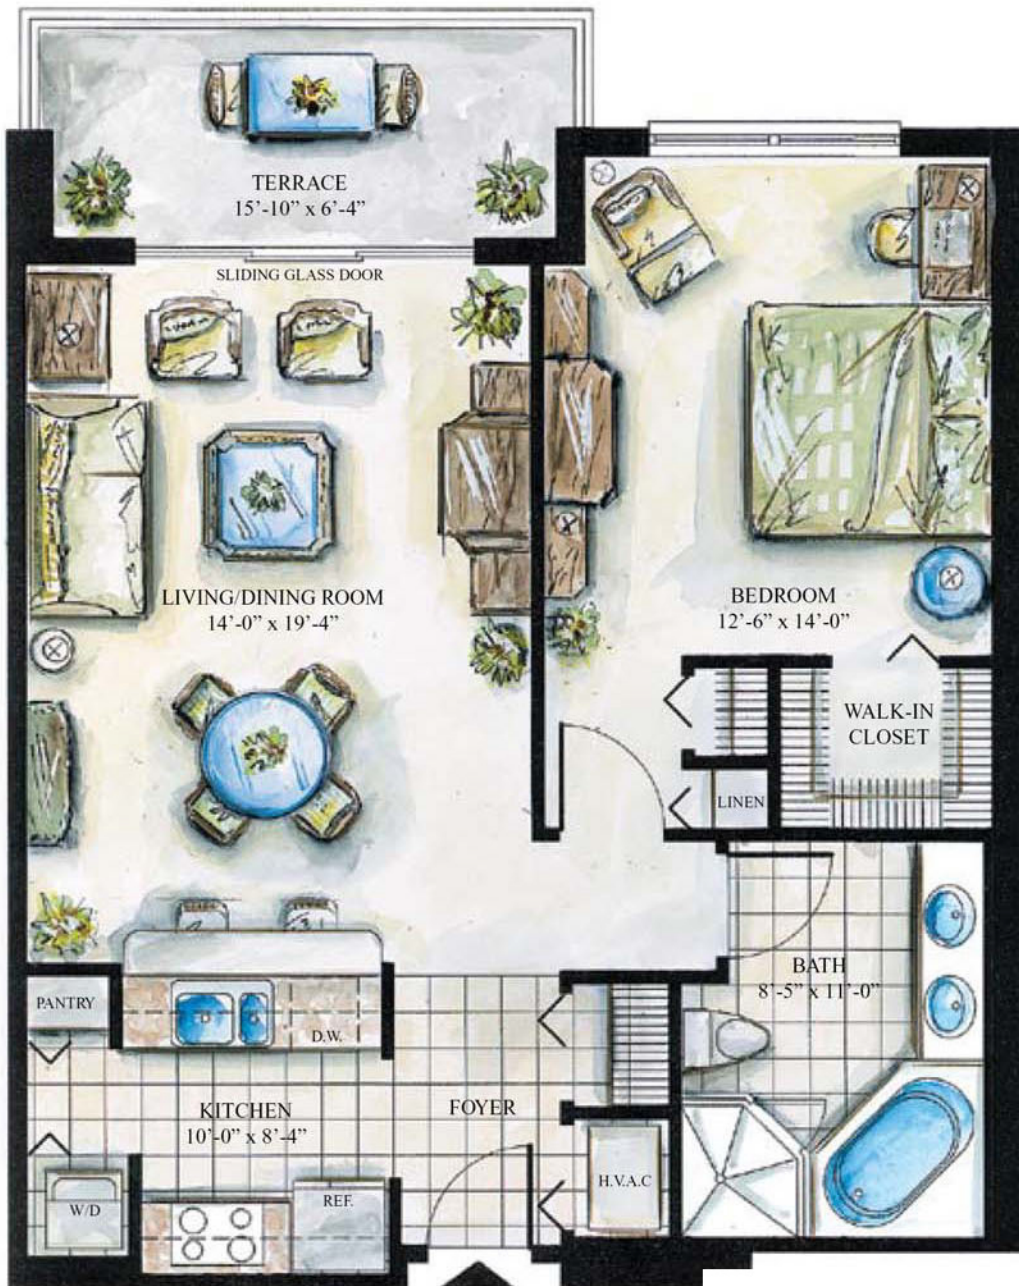 TERRACE
15’-10” x 6’-4”
SLIDING GLASS DOOR
LIVING/DINING ROOM
14’-0” x 19’-4”
BEDROOM
12’-6” x 14’-0”
WALK-IN
CLOSET
LINEN
BATH
8’-5” x 11’-0”
PANTRY
D.W.
KITCHEN
10’-0” x 8’-4”
FOYER
H.V.A.C
W/D
REF.